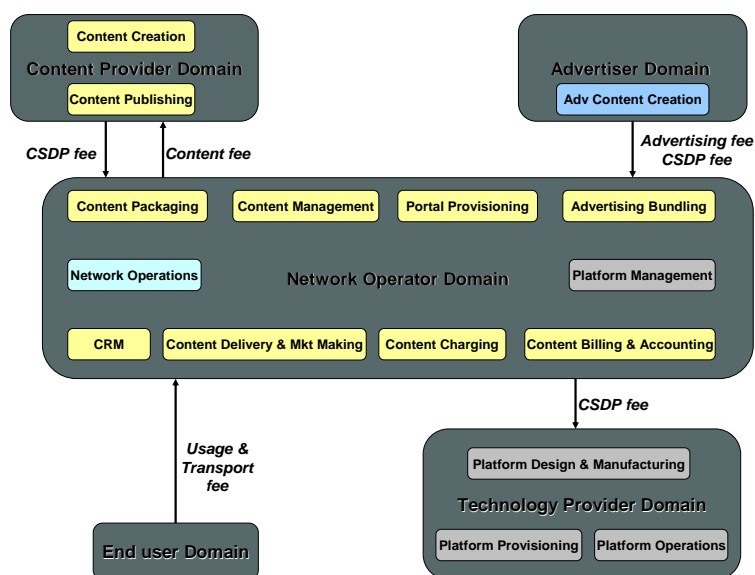 Content Creation
Content Provider Domain
Content Publishing
Advertiser Domain
Adv Content Creation
CSDP fee
Content fee
Advertising fee
CSDP fee
Content Packaging
Content Management
Portal Provisioning
Advertising Bundling
Network Operations
Network Operator Domain
Platform Management
CRM
Content Delivery & Mkt Making
Content Charging
Content Billing & Accounting
CSDP fee
Usage &
Transport
fee
Platform Design & Manufacturing
Technology Provider Domain
Platform Provisioning
Platform Operations
End user Domain